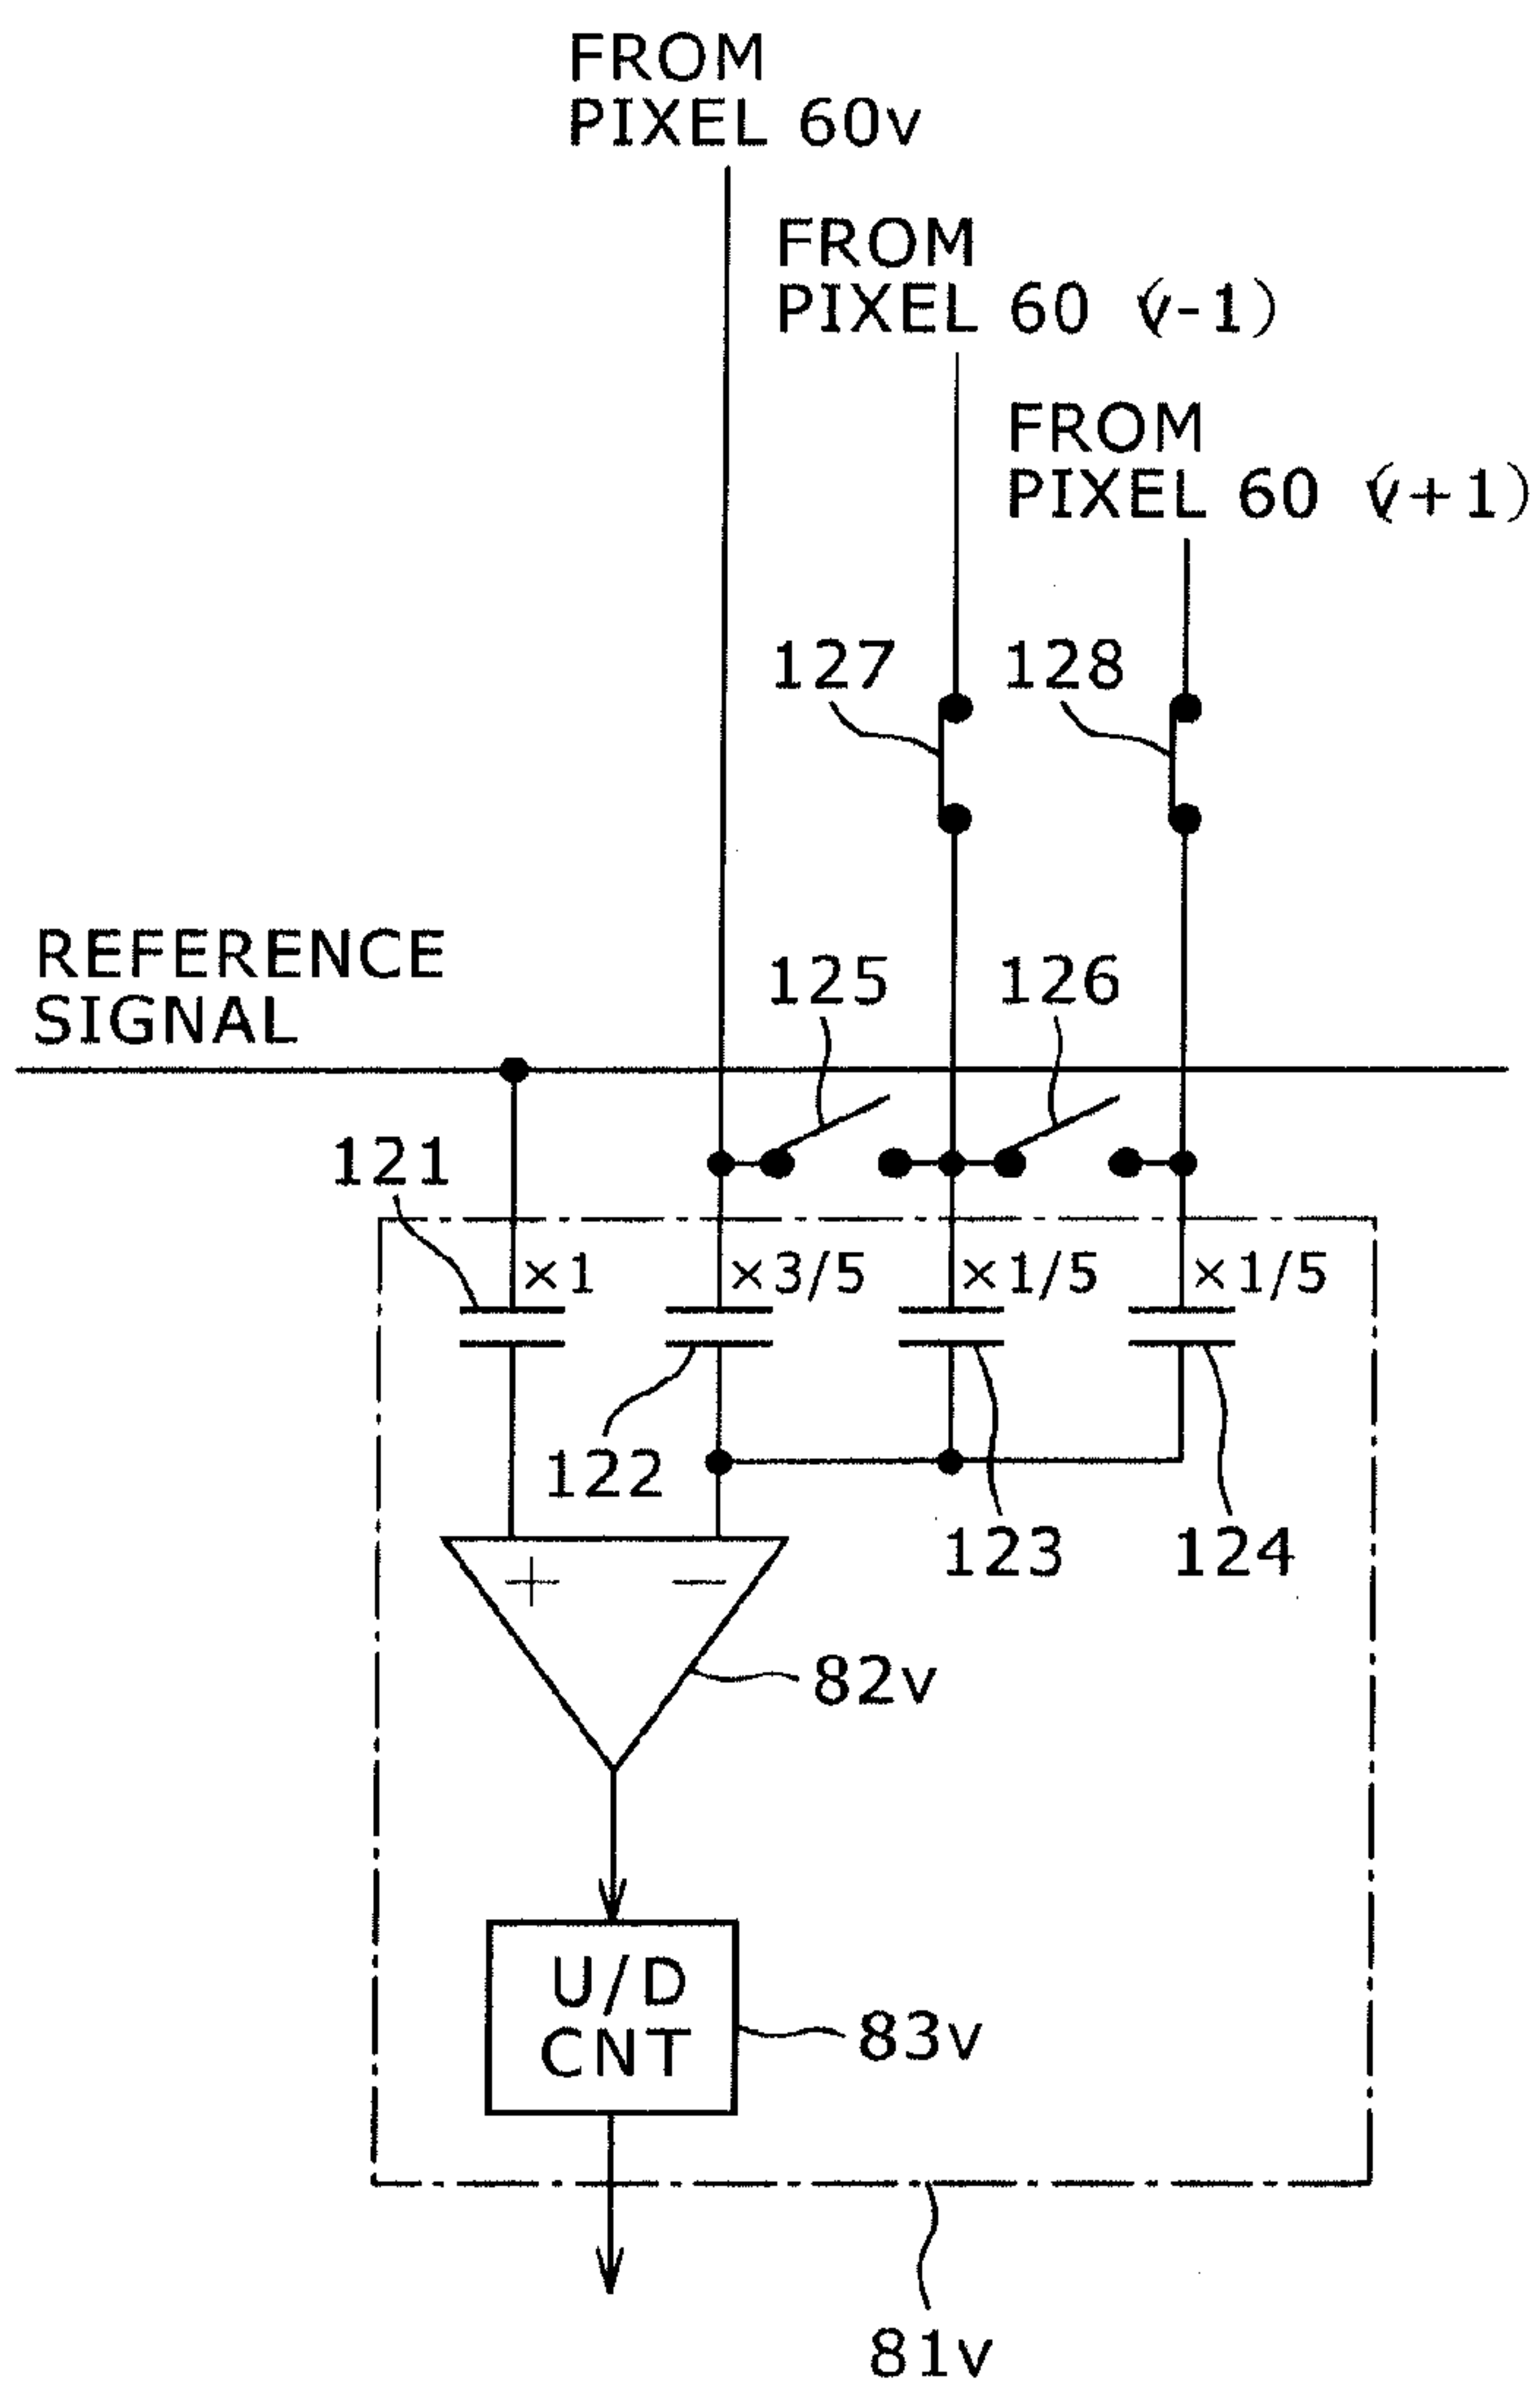 FROM
PIXEL 60v
FROM
PIXEL 60 (v-1)
FROM
PIXEL 60 (v+1)
127
128
REFERENCE
SIGNAL
125
126
121
×1
×3/5
×1/5
×1/5
122
123
124
+
−
82v
U/D
CNT
83v
81v